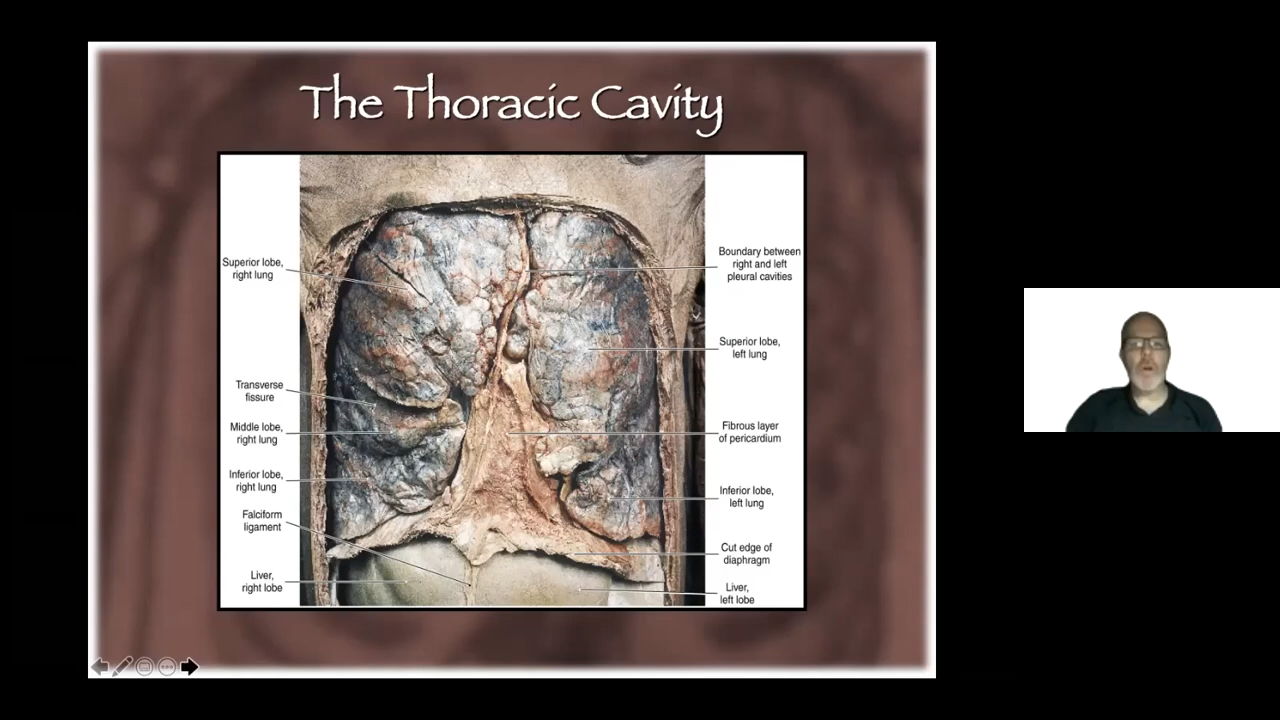 The Thoracic Cavity
Superior lobe,
right lung
Transverse
fissure
Middle lobe,
right lung
Inferior lobe,
right lung
Falciform
ligament
Liver,
right lobe
Boundary between
right and left
pleural cavities
Superior lobe,
left lung
Fibrous layer
of pericardium
Inferior lobe,
left lung
Cut edge of
diaphragm
Liver,
left lobe